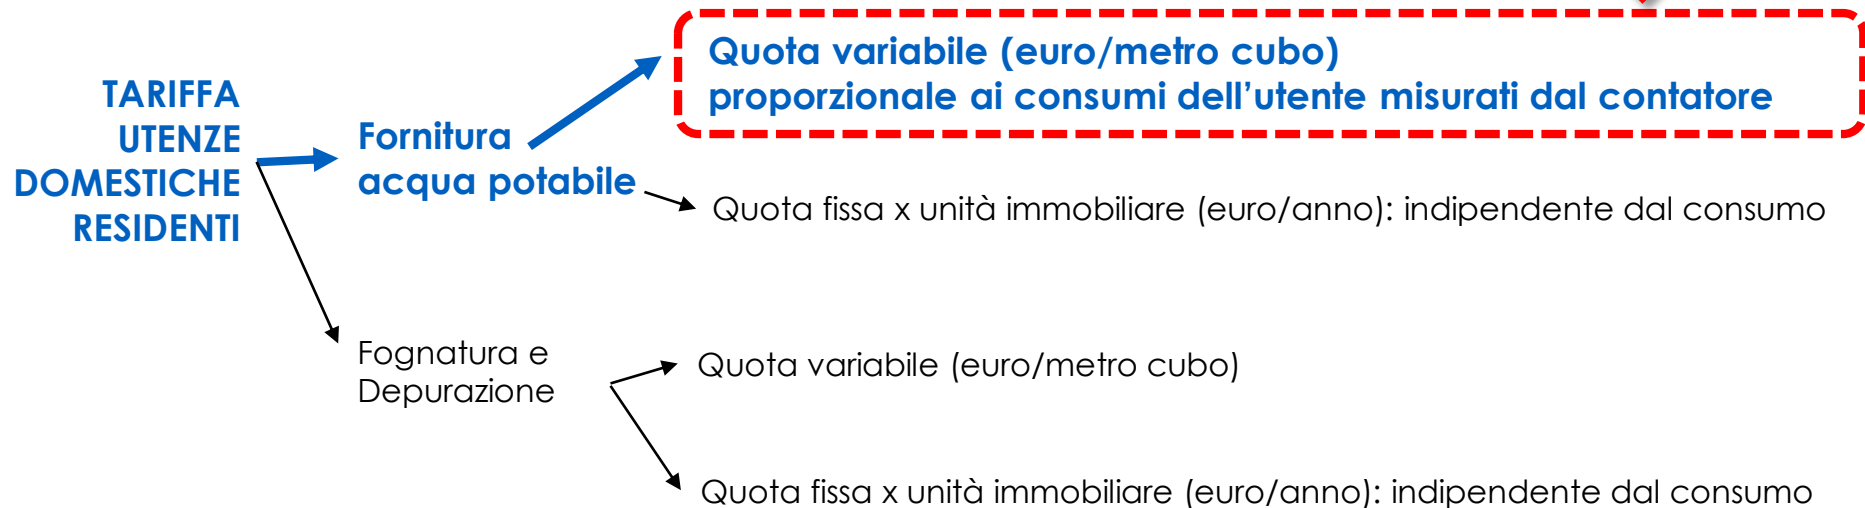 TARIFFA
UTENZE
DOMESTICHE
RESIDENTI
Fornitura
acqua potabile
Quota variabile (euro/metro cubo)
proporzionale ai consumi dell’utente misurati dal contatore
Quota fissa x unità immobiliare (euro/anno): indipendente dal consumo
Fognatura e
Depurazione
Quota variabile (euro/metro cubo)
Quota fissa x unità immobiliare (euro/anno): indipendente dal consumo